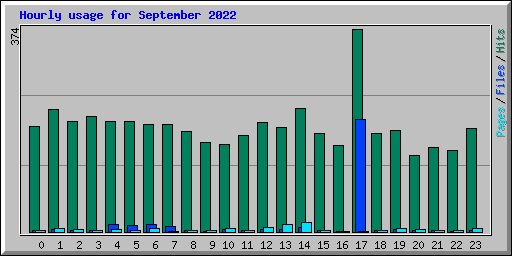 Hourly usage for September 2022
374
Pages/Files/Hits
0 1 2 3 4 5 6 7 8 9 10 11 12 13 14 15 16 17 18 19 20 21 22 23